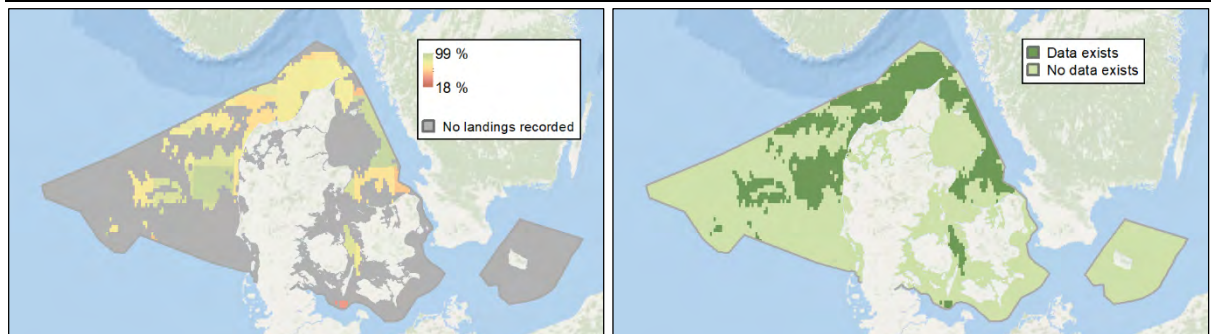 99 %
18 %
No landings recorded
Data exists
No data exists